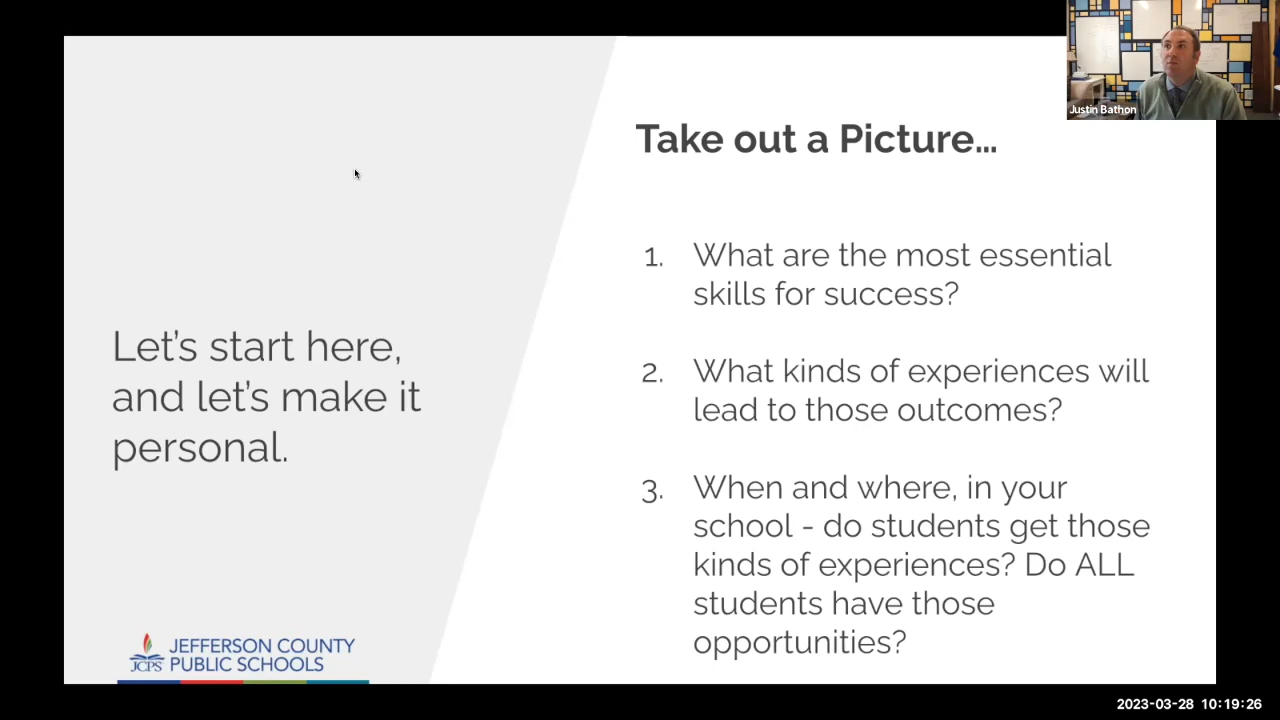 Justin Bathon
Take out a Picture...
Let's start here,
and let's make it
personal.
1. What are the most essential
skills for success?
2. What kinds of experiences will
lead to those outcomes?
3. When and where, in your
school - do students get those
kinds of experiences? Do ALL
students have those
opportunities?
JCPS
JEFFERSON COUNTY
PUBLIC SCHOOLS
2023-03-28 10:19:26